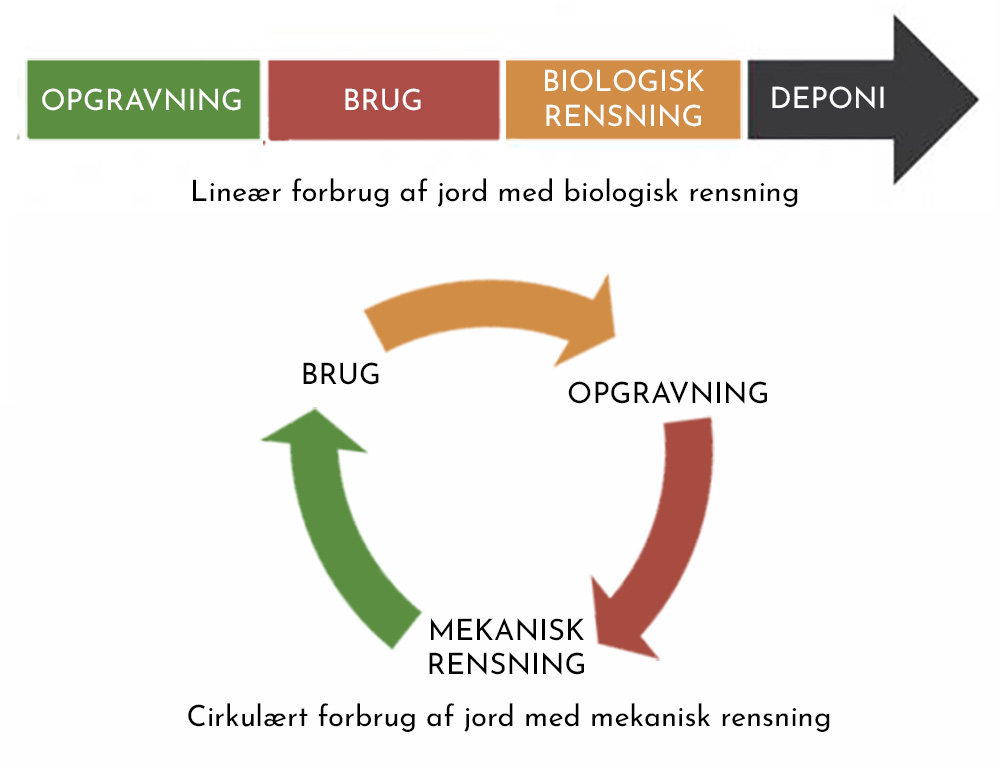 OPGRAVNING
BRUG
BIOLOGISK
RENSNING
DEPONI
Lineær forbrug af jord med biologisk rensning
BRUG
OPGRAVNING
MEKANISK
RENSNING
Cirkulært forbrug af jord med mekanisk rensning